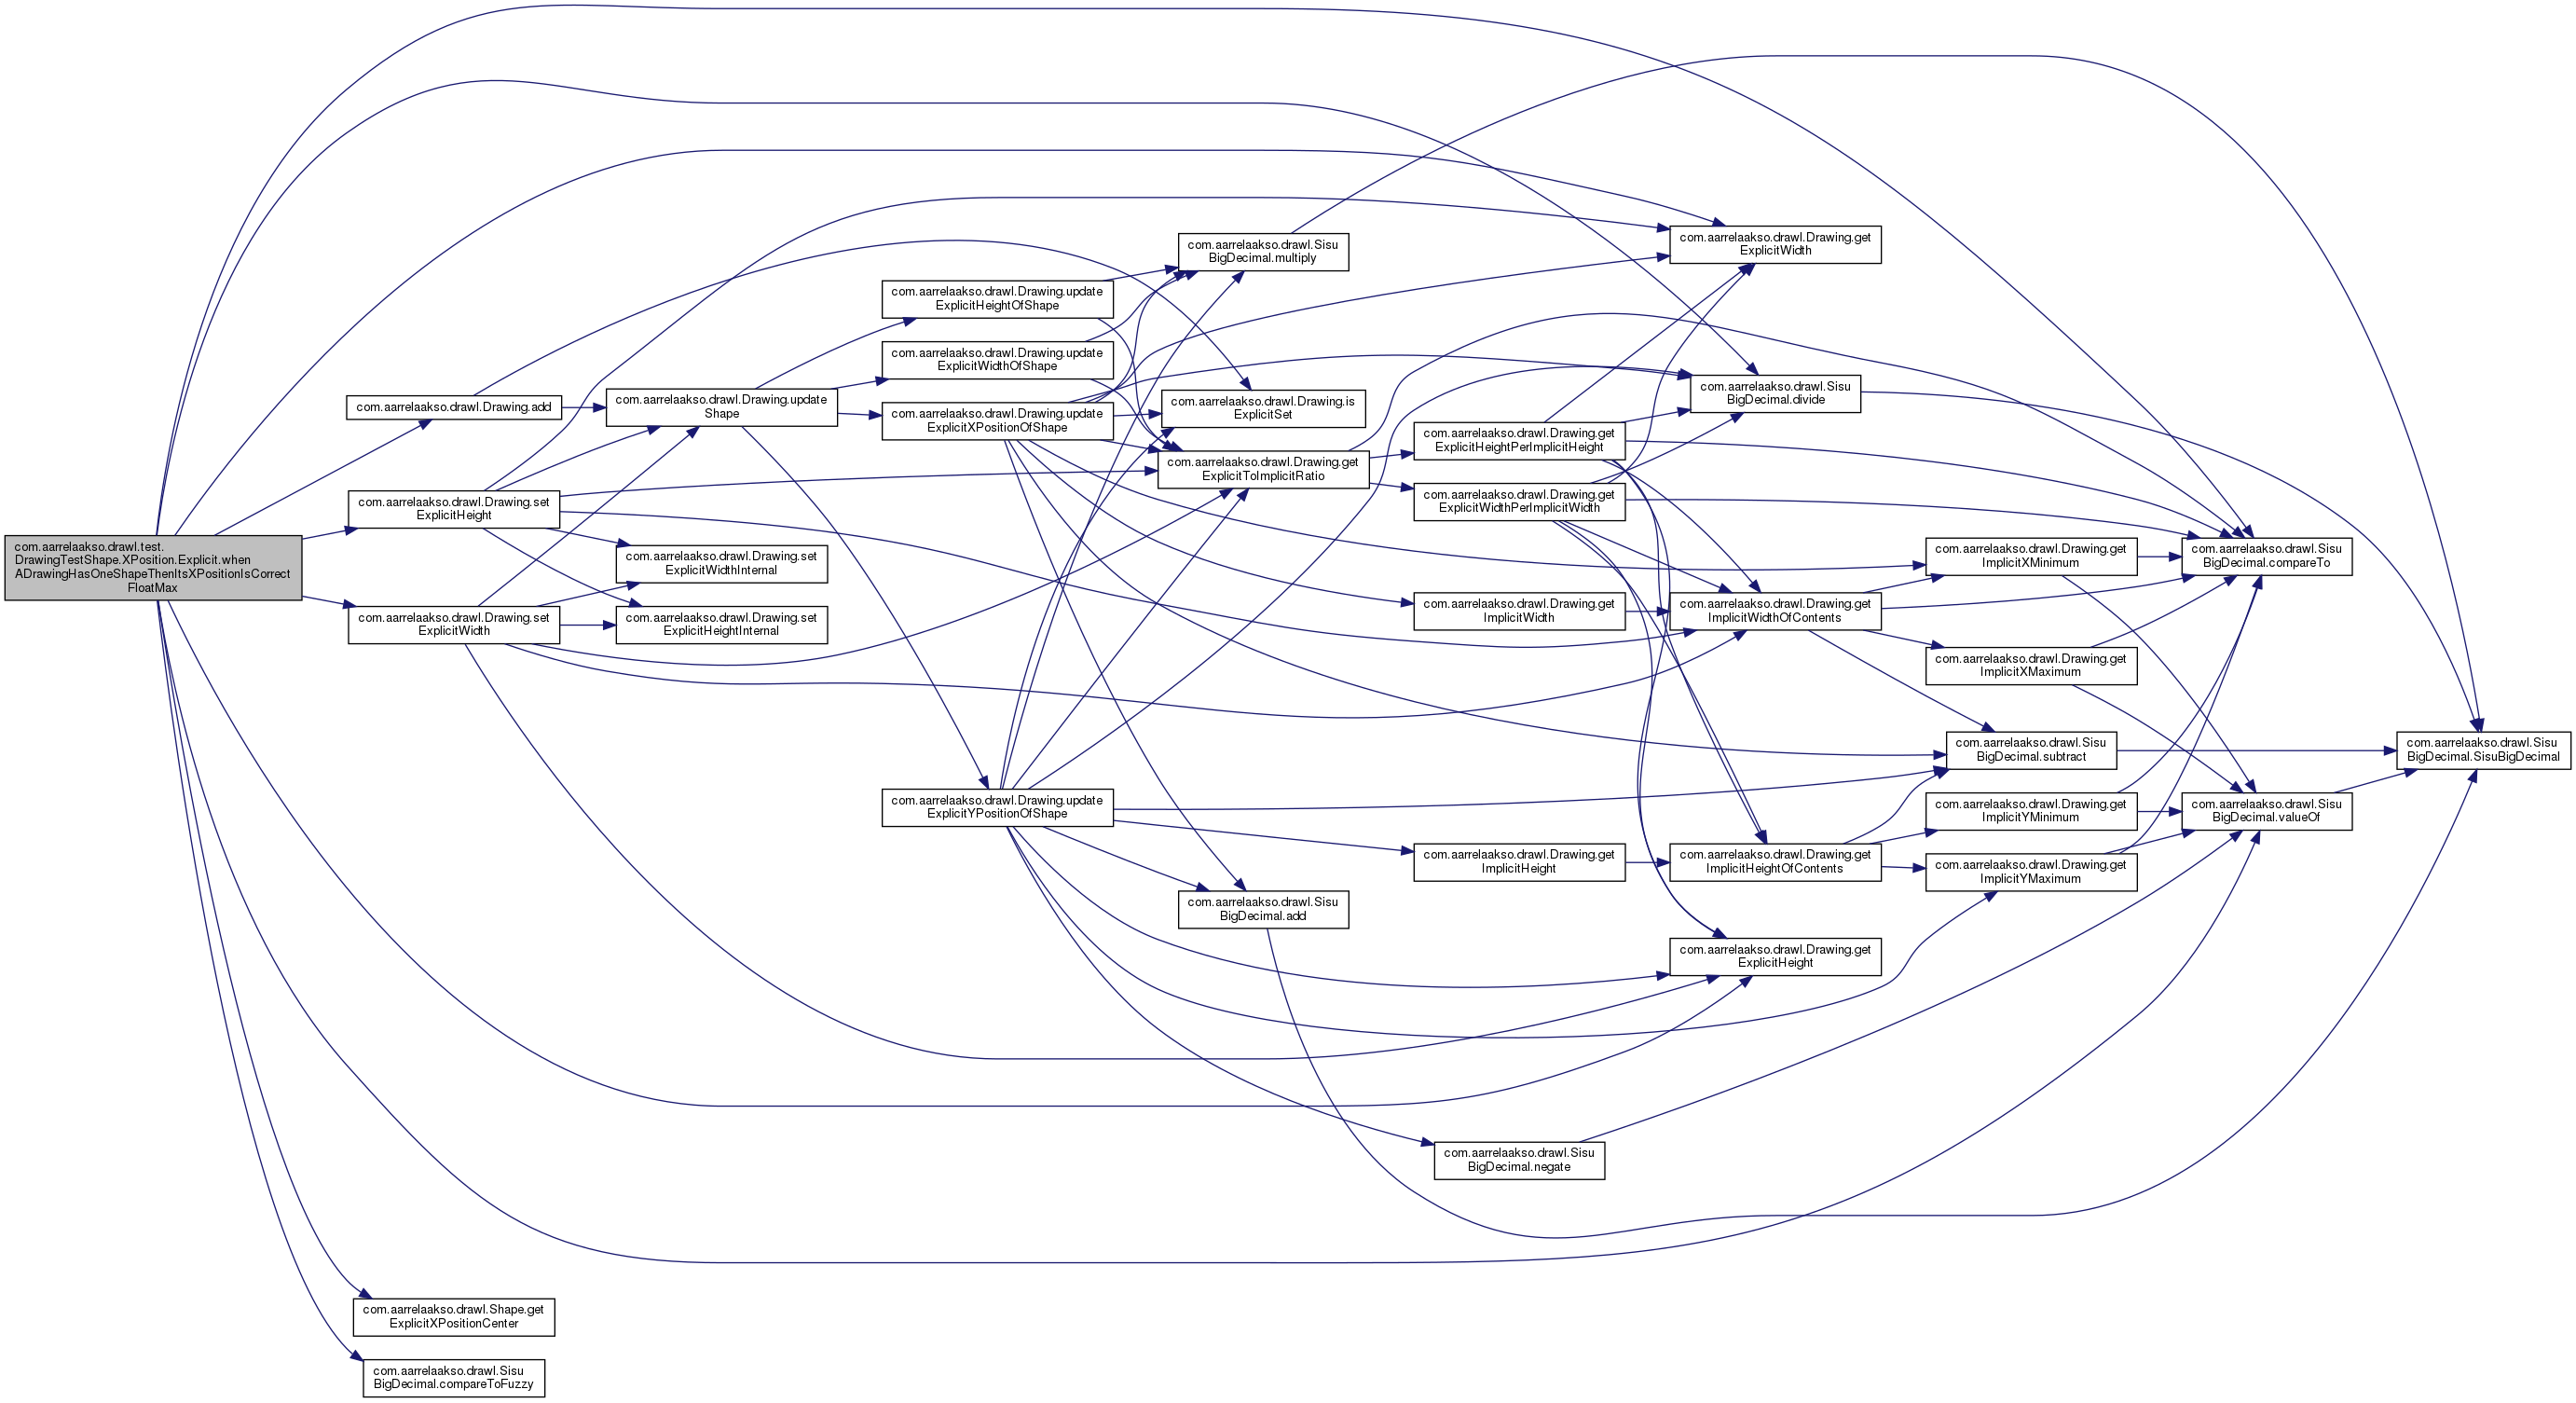 com.aarrelaakso.drawl.test.
DrawingTestShape.XPosition.Explicit.when
ADrawingHasOneShapeThenItsXPositionIsCorrect
FloatMax
com.aarrelaakso.drawl.Drawing.add
com.aarrelaakso.drawl.Drawing.set
ExplicitHeight
com.aarrelaakso.drawl.Drawing.set
ExplicitWidth
com.aarrelaakso.drawl.Shape.get
ExplicitXPositionCenter
com.aarrelaakso.drawl.Sisu
BigDecimal.compareToFuzzy
com.aarrelaakso.drawl.Drawing.update
Shape
com.aarrelaakso.drawl.Drawing.set
ExplicitWidthInternal
com.aarrelaakso.drawl.Drawing.set
ExplicitHeightInternal
com.aarrelaakso.drawl.Drawing.update
ExplicitHeightOfShape
com.aarrelaakso.drawl.Drawing.update
ExplicitWidthOfShape
com.aarrelaakso.drawl.Drawing.update
ExplicitXPositionOfShape
com.aarrelaakso.drawl.Drawing.update
ExplicitYPositionOfShape
com.aarrelaakso.drawl.Sisu
BigDecimal.multiply
com.aarrelaakso.drawl.Drawing.is
ExplicitSet
com.aarrelaakso.drawl.Drawing.get
ExplicitToImplicitRatio
com.aarrelaakso.drawl.Sisu
BigDecimal.add
com.aarrelaakso.drawl.Drawing.get
ExplicitHeightPerImplicitHeight
com.aarrelaakso.drawl.Drawing.get
ExplicitWidthPerImplicitWidth
com.aarrelaakso.drawl.Drawing.get
ImplicitWidth
com.aarrelaakso.drawl.Drawing.get
ImplicitHeight
com.aarrelaakso.drawl.Sisu
BigDecimal.negate
com.aarrelaakso.drawl.Drawing.get
ExplicitWidth
com.aarrelaakso.drawl.Sisu
BigDecimal.divide
com.aarrelaakso.drawl.Drawing.get
ImplicitWidthOfContents
com.aarrelaakso.drawl.Drawing.get
ImplicitHeightOfContents
com.aarrelaakso.drawl.Drawing.get
ExplicitHeight
com.aarrelaakso.drawl.Drawing.get
ImplicitXMinimum
com.aarrelaakso.drawl.Drawing.get
ImplicitXMaximum
com.aarrelaakso.drawl.Sisu
BigDecimal.subtract
com.aarrelaakso.drawl.Drawing.get
ImplicitYMinimum
com.aarrelaakso.drawl.Drawing.get
ImplicitYMaximum
com.aarrelaakso.drawl.Sisu
BigDecimal.compareTo
com.aarrelaakso.drawl.Sisu
BigDecimal.valueOf
com.aarrelaakso.drawl.Sisu
BigDecimal.SisuBigDecimal